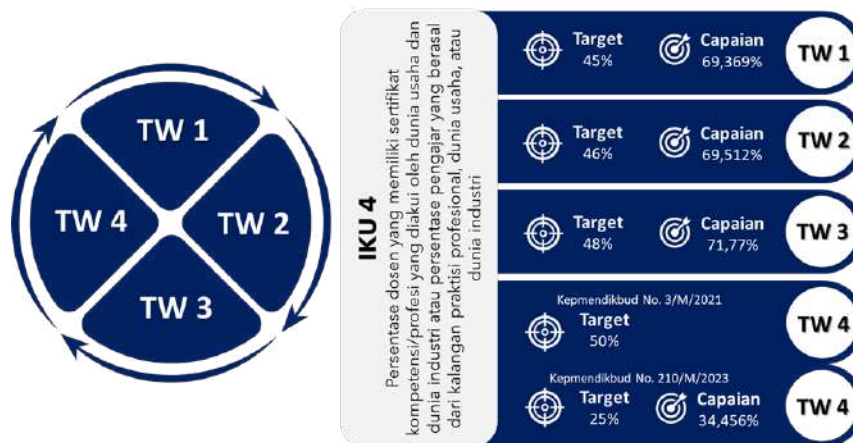 TW 1
TW 4
TW 2
TW 3
IKU 4
Persentase dosen yang memiliki sertifikat
kompetensi/profesi yang diakui oleh dunia usaha dan
dunia industri atau persentase pengajar yang berasal
dari kalangan praktisi profesional, dunia usaha, atau
dunia industri
Target
45%
Capaian
69,369%
TW 1
Target
46%
Capaian
69,512%
TW 2
Target
48%
Capaian
71,77%
TW 3
Kepmendikbud No. 3/M/2021
Target
50%
TW 4
Kepmendikbud No. 210/M/2023
Target
25%
Capaian
34,456%
TW 4